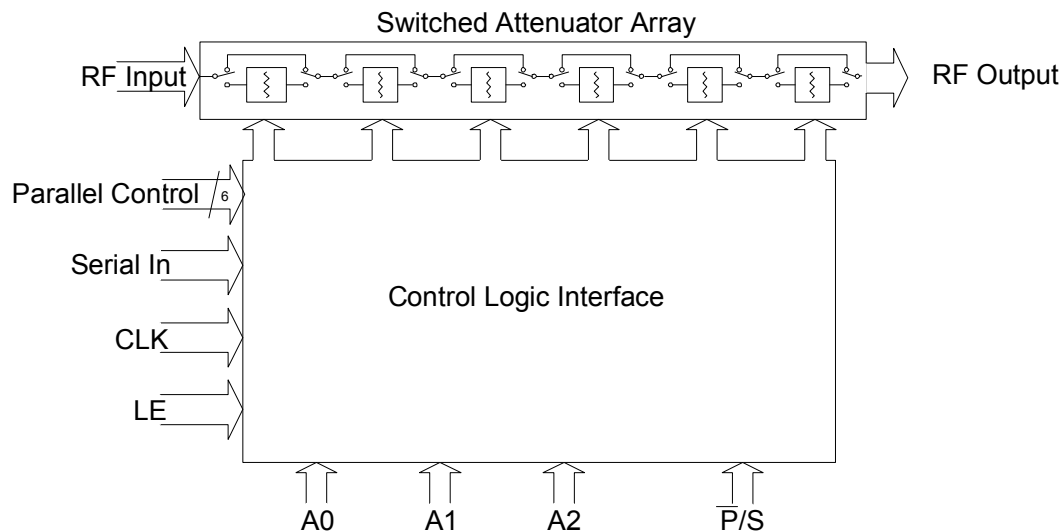 Switched Attenuator Array
RF Input
RF Output
Parallel Control
6
Serial In
Control Logic Interface
CLK
LE
A0
A1
A2
P̅/S